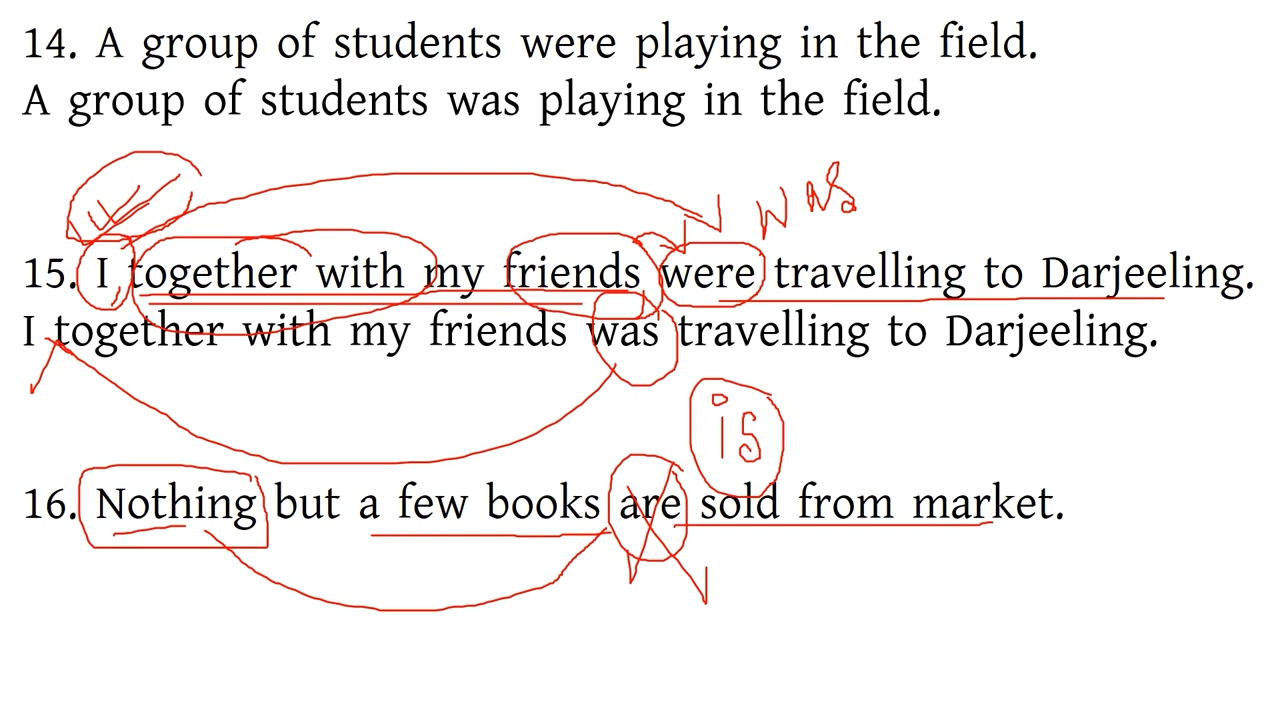 14. A group of students were playing in the field.
A group of students was playing in the field.
was
15. I together with my friends were travelling to Darjeeling.
I together with my friends was travelling to Darjeeling.
is
16. Nothing but a few books are sold from market.